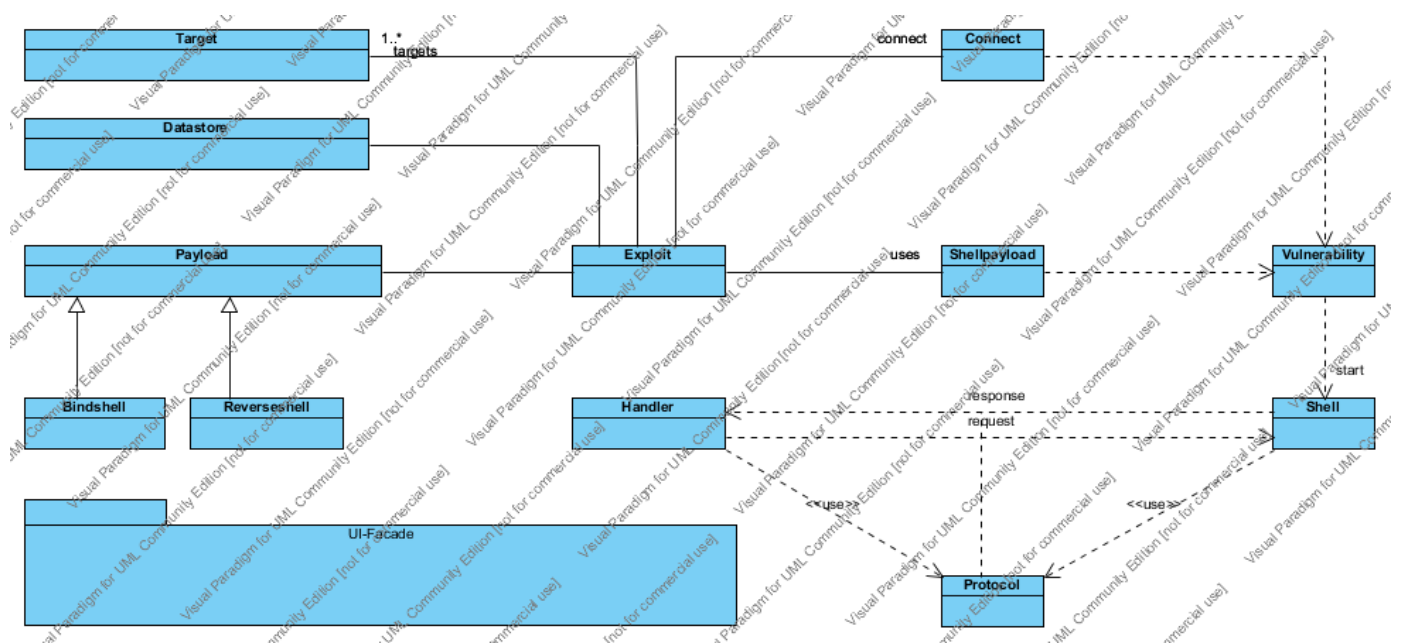 Target
1..*
targets
connect
Connect
Datastore
Payload
Exploit
uses
Shellpayload
Vulnerability
start
Bindshell
Reverseshell
Handler
response
request
Shell
<<use>>
<<use>>
UI-Facade
Protocol
Visual Paradigm for UML Community Edition [not for commercial use]